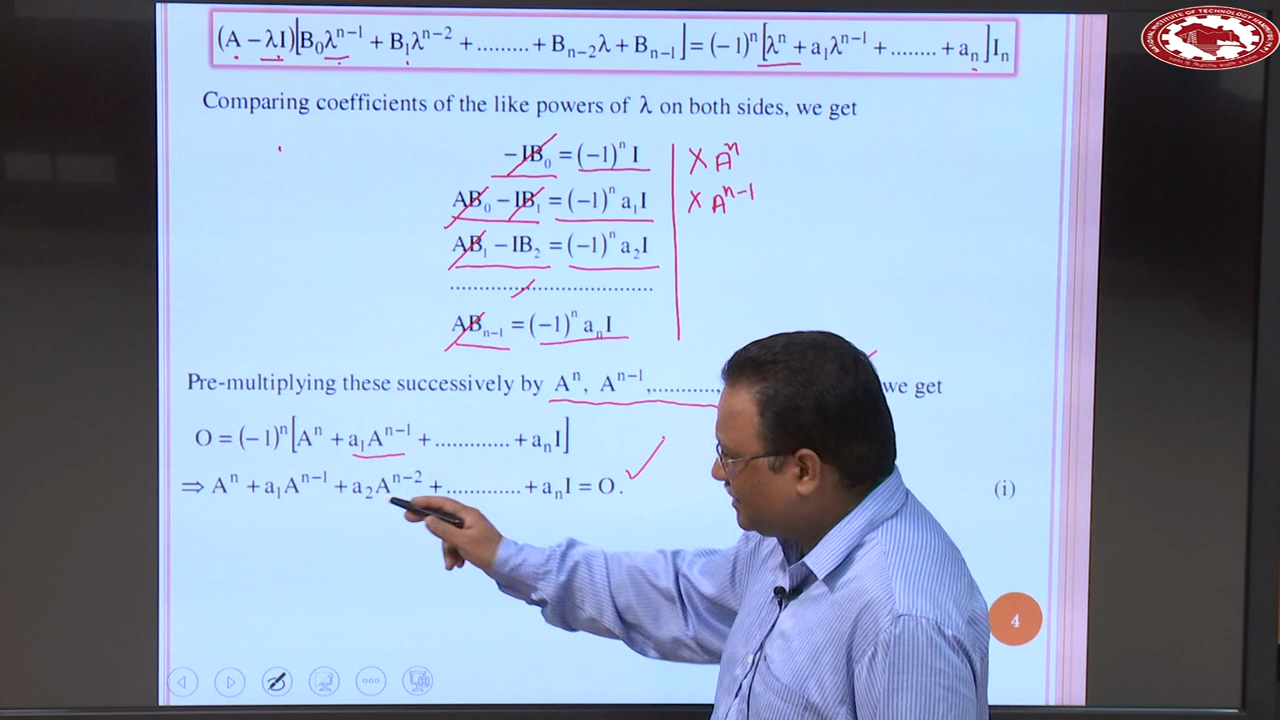 (A − λI)[B₀λⁿ⁻¹ + B₁λⁿ⁻² + ......... + Bₙ₋₂λ + Bₙ₋₁] = (−1)ⁿ [λⁿ + a₁λⁿ⁻¹ + ........ + aₙ]Iₙ
Comparing coefficients of the like powers of λ on both sides, we get
−IB₀ = (−1)ⁿ I × Aⁿ
AB₀ − IB₁ = (−1)ⁿ a₁I × Aⁿ⁻¹
AB₁ − IB₂ = (−1)ⁿ a₂I
.......................................
ABₙ₋₁ = (−1)ⁿ aₙI
Pre-multiplying these successively by Aⁿ, Aⁿ⁻¹,............, we get
O = (−1)ⁿ[Aⁿ + a₁Aⁿ⁻¹ + ............. + aₙI]
⇒ Aⁿ + a₁Aⁿ⁻¹ + a₂Aⁿ⁻² + ............. + aₙI = O. (i)
4